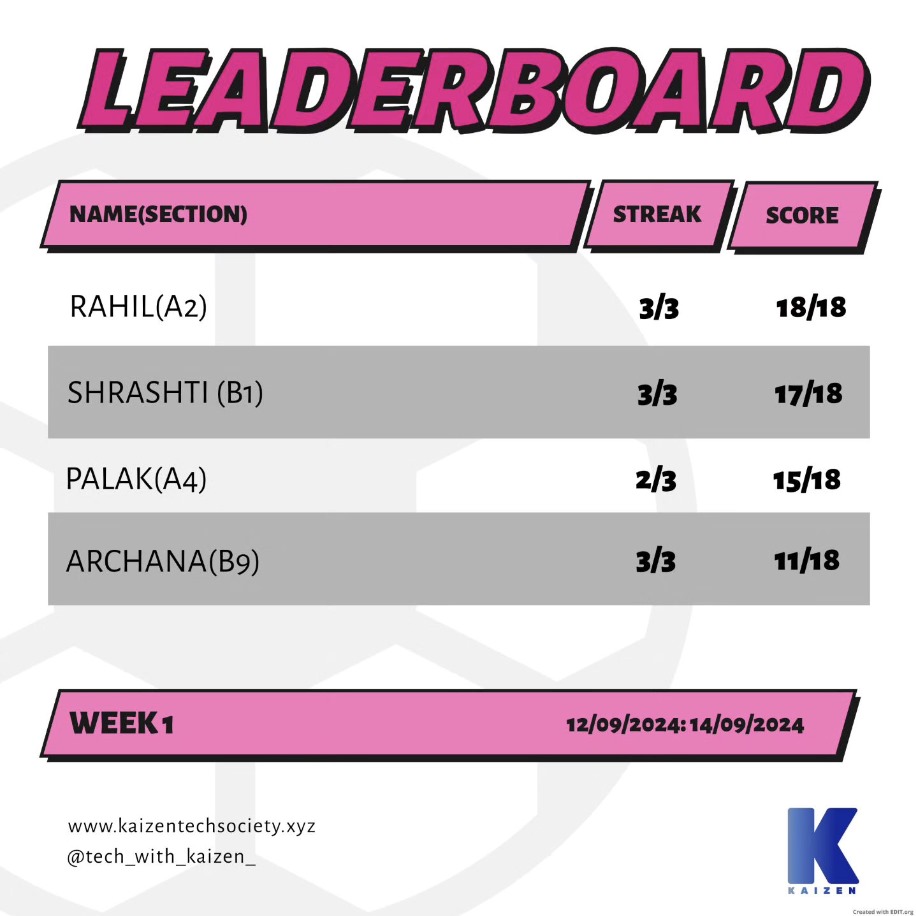 LEADERBOARD
NAME(SECTION) STREAK SCORE
RAHIL(A2) 3/3 18/18
SHRASHTI (B1) 3/3 17/18
PALAK(A4) 2/3 15/18
ARCHANA(B9) 3/3 11/18
WEEK 1 12/09/2024: 14/09/2024
www.kaizentechsociety.xyz
@tech_with_kaizen_
K
KAIZEN
Created with EDIT.org